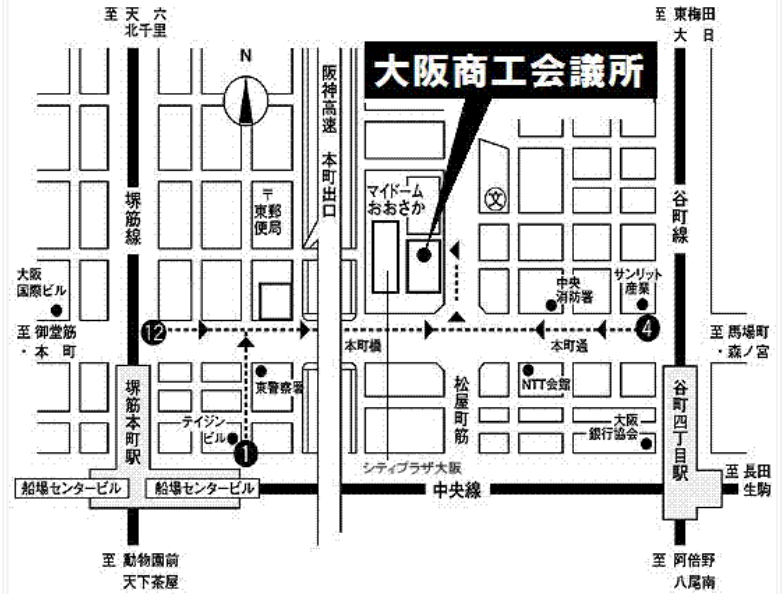 至 天 六
北千里
至 東梅田
大 日
N
大阪商工会議所
阪神高速 本町出口
堺筋線
谷町線
〒
東郵
便局
マイドーム
おおさか
文
大阪
国際ビル
中央
消防署
サンリット
産業
至 御堂筋
・本 町
12
4
至 馬場町
・森ノ宮
本町橋
本町通
東警察署
NTT会館
松屋町筋
堺筋本町駅
テイジン
ビル
1
大阪
銀行協会
谷町四丁目駅
シティプラザ大阪
船場センタービル
船場センタービル
中央線
至 長田
生駒
至 動物園前
天下茶屋
至 阿倍野
八尾南